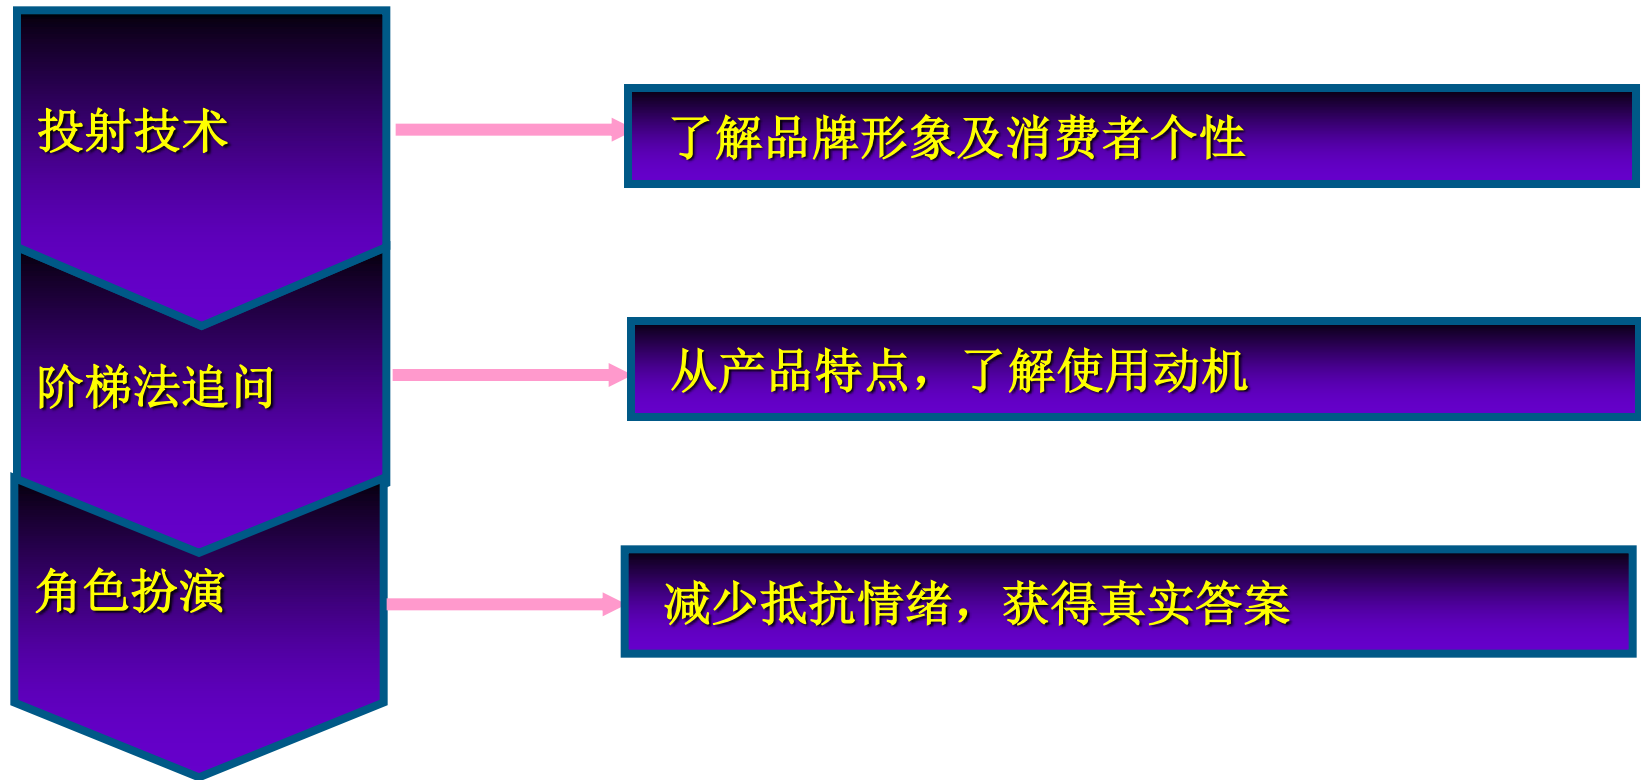 投射技术
了解品牌形象及消费者个性
阶梯法追问
从产品特点，了解使用动机
角色扮演
减少抵抗情绪，获得真实答案